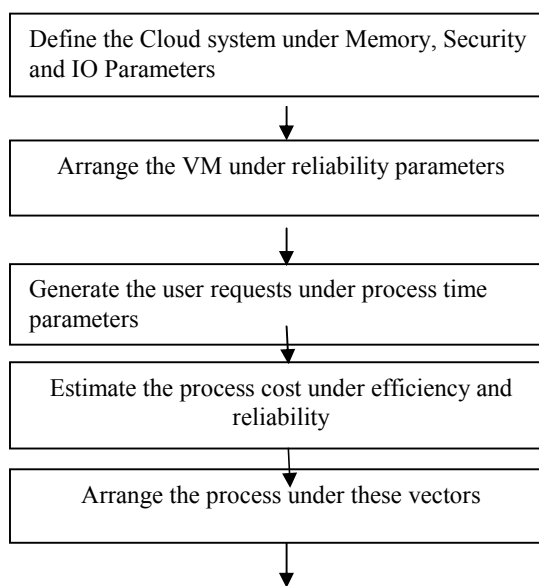 Define the Cloud system under Memory, Security
and IO Parameters
Arrange the VM under reliability parameters
Generate the user requests under process time
parameters
Estimate the process cost under efficiency and
reliability
Arrange the process under these vectors